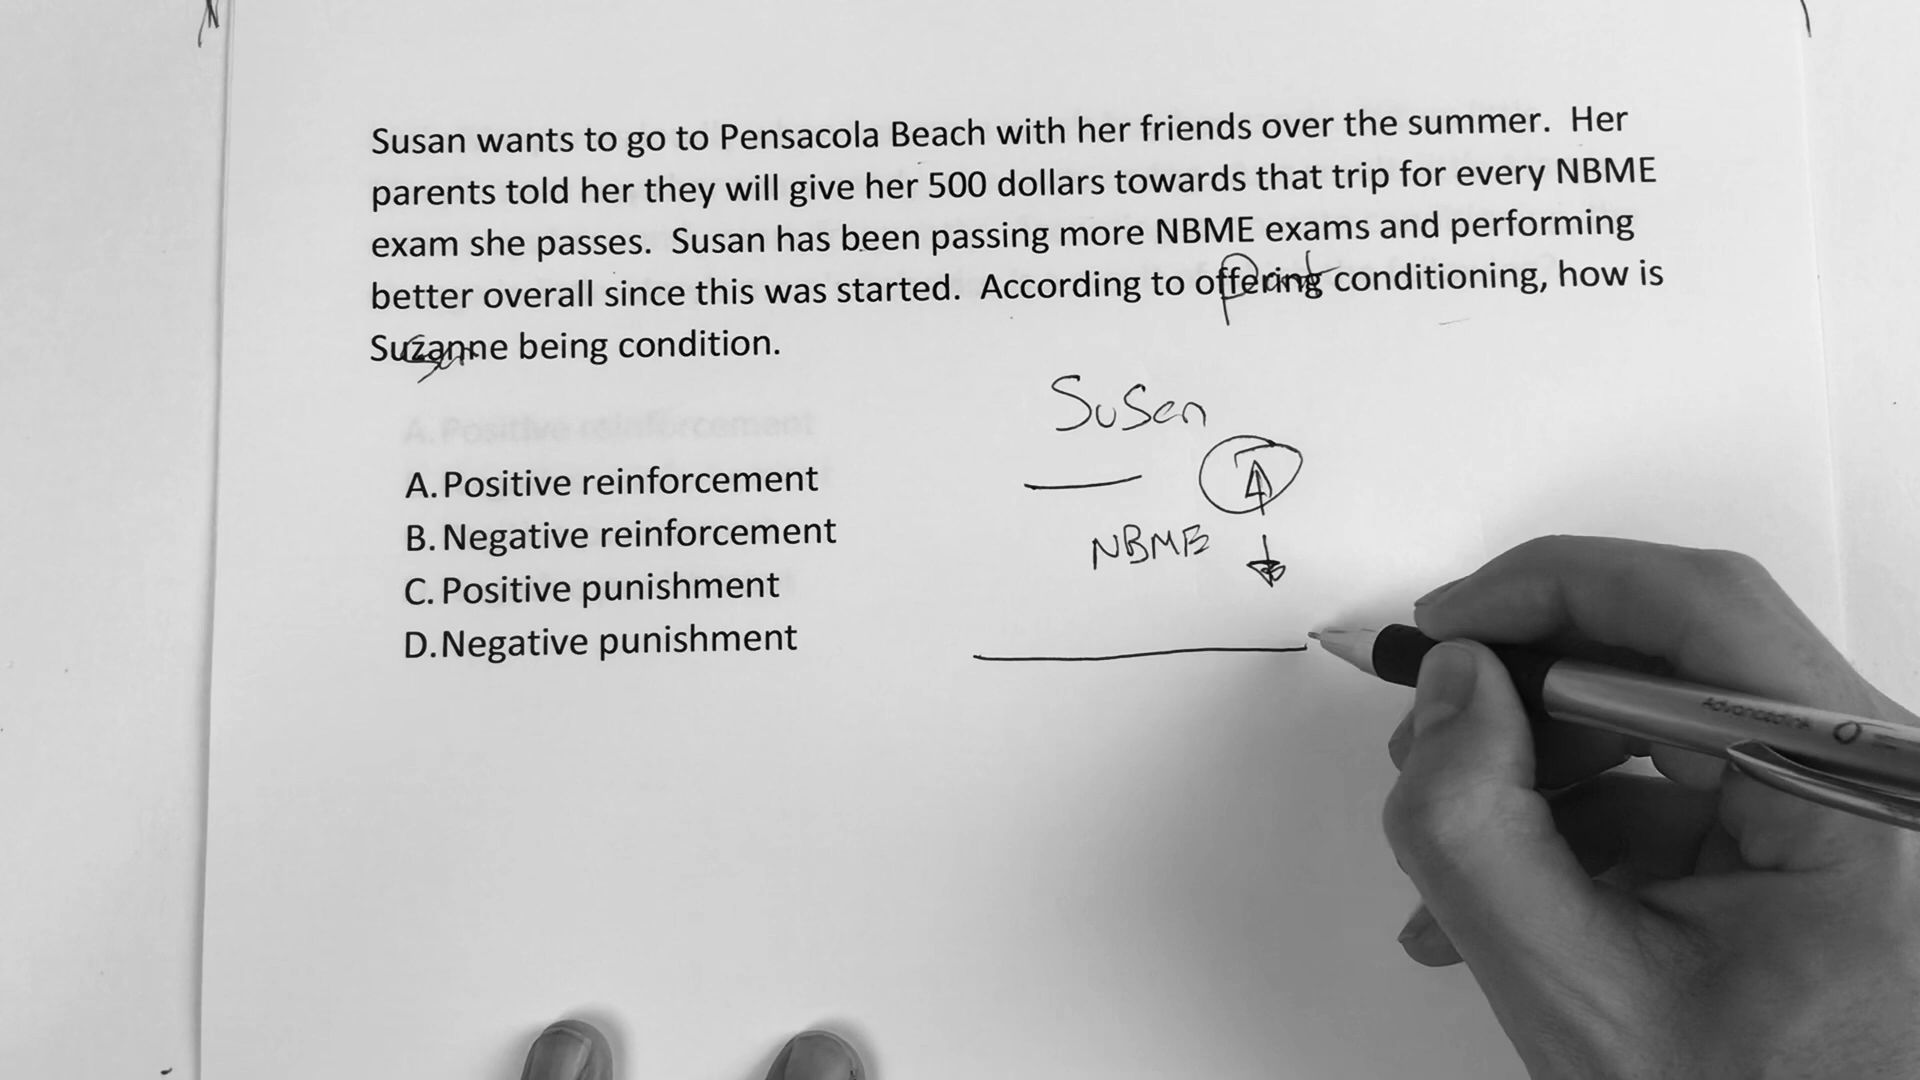 Susan wants to go to Pensacola Beach with her friends over the summer. Her
parents told her they will give her 500 dollars towards that trip for every NBME
exam she passes. Susan has been passing more NBME exams and performing
better overall since this was started. According to offering conditioning, how is
Suzanne being condition.
Susan
A. Positive reinforcement
A. Positive reinforcement
B. Negative reinforcement
NBME
C. Positive punishment
D. Negative punishment
AdvancedInk